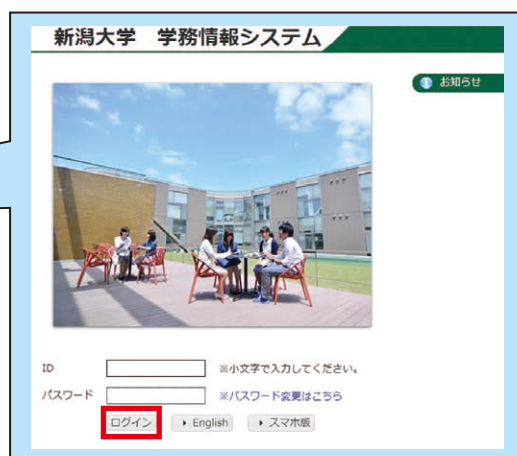 新潟大学 学務情報システム
お知らせ
ID ※小文字で入力してください。
パスワード ※パスワード変更はこちら
ログイン English スマホ版